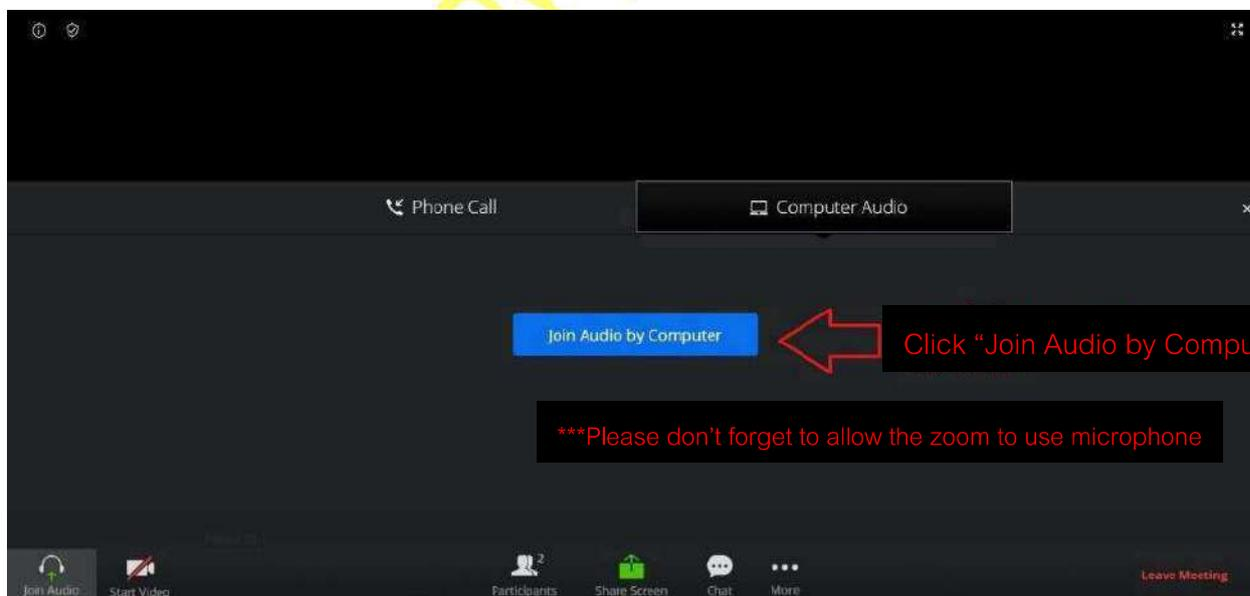 Phone Call
Computer Audio
Join Audio by Computer
Click “Join Audio by Compu
***Please don't forget to allow the zoom to use microphone
2
Join Audio
Start Video
Participants
Share Screen
Chat
More
Leave Meeting